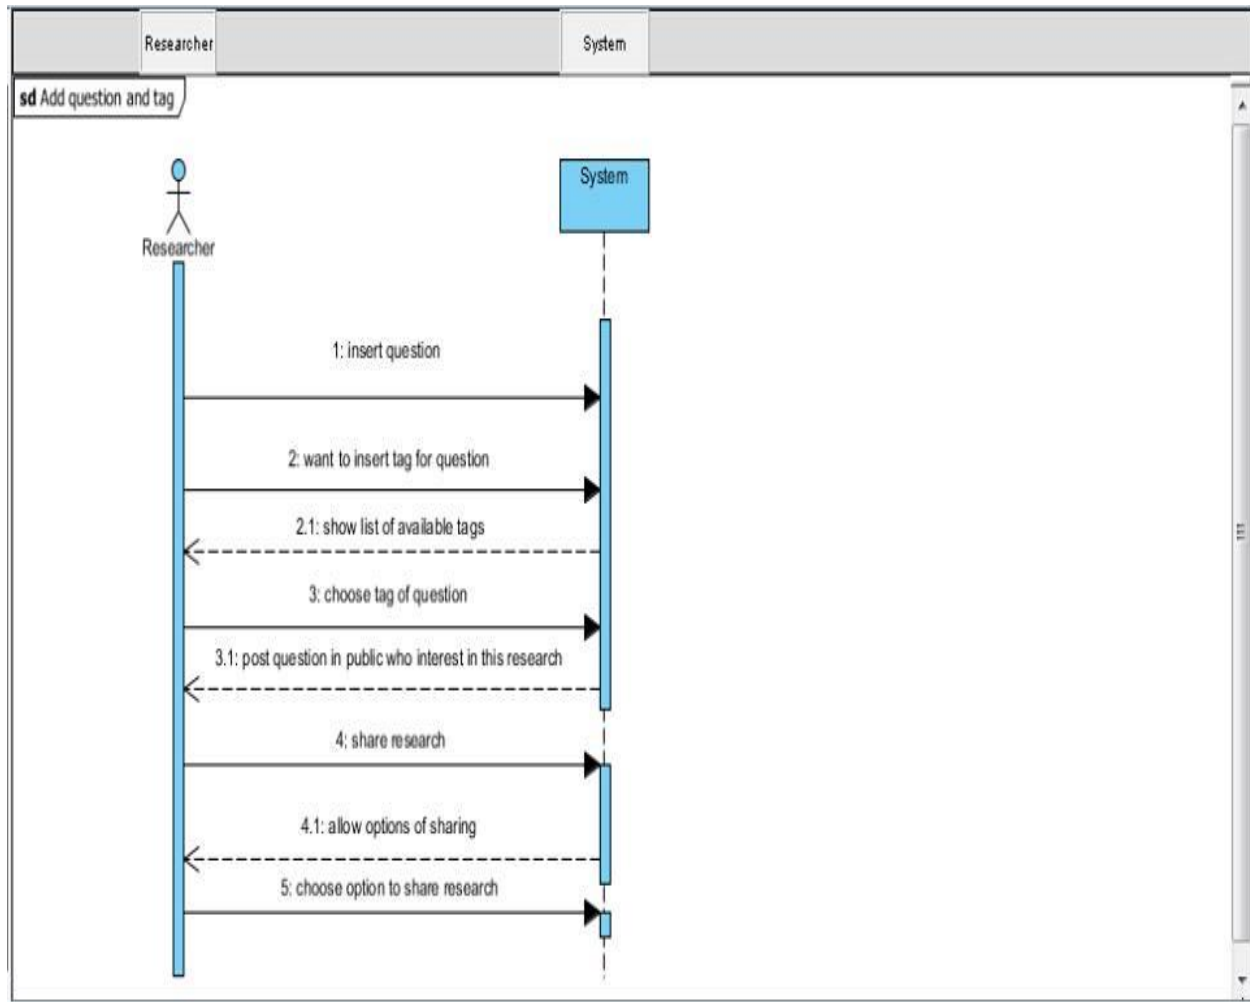 Researcher
System
sd Add question and tag
System
Researcher
1: insert question
2: want to insert tag for question
2.1: show list of available tags
3: choose tag of question
3.1: post question in public who interest in this research
4: share research
4.1: allow options of sharing
5: choose option to share research